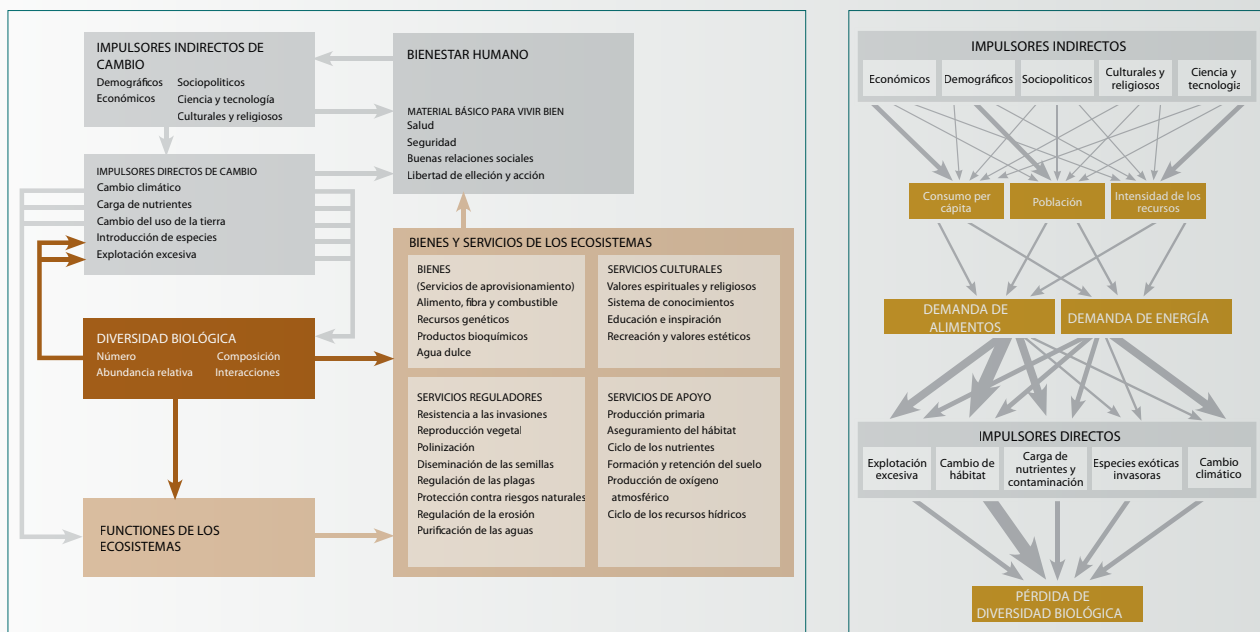 IMPULSORES INDIRECTOS DE
CAMBIO
Demográficos Sociopoliticos
Económicos Ciencia y tecnología
Culturales y religiosos
BIENESTAR HUMANO
MATERIAL BÁSICO PARA VIVIR BIEN
Salud
Seguridad
Buenas relaciones sociales
Libertad de elleción y acción
IMPULSORES DIRECTOS DE CAMBIO
Cambio climático
Carga de nutrientes
Cambio del uso de la tierra
Introducción de especies
Explotación excesiva
DIVERSIDAD BIOLÓGICA
Número Composición
Abundancia relativa Interacciones
FUNCTIONES DE LOS
ECOSISTEMAS
BIENES Y SERVICIOS DE LOS ECOSISTEMAS
BIENES
(Servicios de aprovisionamiento)
Alimento, fibra y combustible
Recursos genéticos
Productos bioquímicos
Agua dulce
SERVICIOS CULTURALES
Valores espirituales y religiosos
Sistema de conocimientos
Educación e inspiración
Recreación y valores estéticos
SERVICIOS REGULADORES
Resistencia a las invasiones
Reproducción vegetal
Polinización
Diseminación de las semillas
Regulación de las plagas
Protección contra riesgos naturales
Regulación de la erosión
Purificación de las aguas
SERVICIOS DE APOYO
Producción primaria
Aseguramiento del hábitat
Ciclo de los nutrientes
Formación y retención del suelo
Producción de oxígeno
atmosférico
Ciclo de los recursos hídricos
IMPULSORES INDIRECTOS
Económicos
Demográficos
Sociopoliticos
Culturales y
religiosos
Ciencia y
tecnologia
Consumo per
cápita
Población
Intensidad de los
recursos
DEMANDA DE
ALIMENTOS
DEMANDA DE ENERGÍA
IMPULSORES DIRECTOS
Explotación
excesiva
Cambio de
hábitat
Carga de
nutrientes y
contaminación
Especies exóticas
invasoras
Cambio
climático
PÉRDIDA DE
DIVERSIDAD BIOLÓGICA